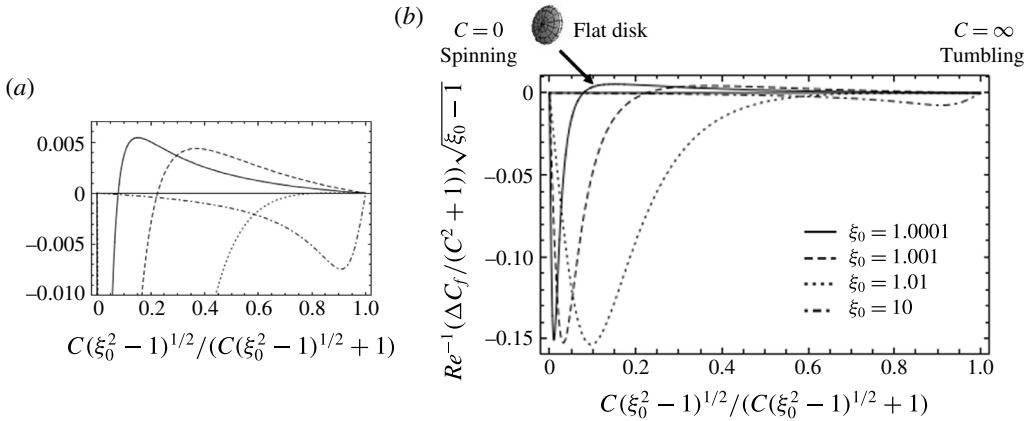 (a)
0.005
0
−0.005
−0.010
0 0.2 0.4 0.6 0.8 1.0
C(ξ₀² − 1)^1/2/(C(ξ₀² − 1)^1/2 + 1)
(b)
C = 0
Spinning
Flat disk
C = ∞
Tumbling
Re⁻¹(ΔC_f/(C² + 1))√ξ₀ − 1
0
−0.05
−0.10
−0.15
ξ₀ = 1.0001
ξ₀ = 1.001
ξ₀ = 1.01
ξ₀ = 10
0 0.2 0.4 0.6 0.8 1.0
C(ξ₀² − 1)^1/2/(C(ξ₀² − 1)^1/2 + 1)